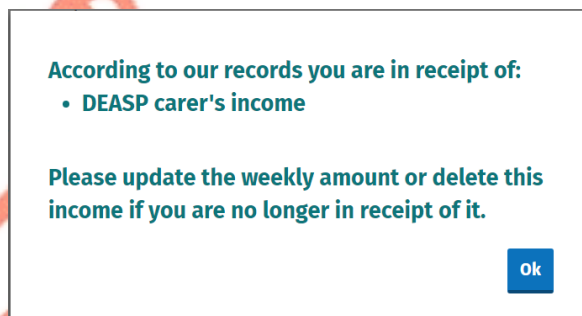 According to our records you are in receipt of:
• DEASP carer's income
Please update the weekly amount or delete this
income if you are no longer in receipt of it.
Ok